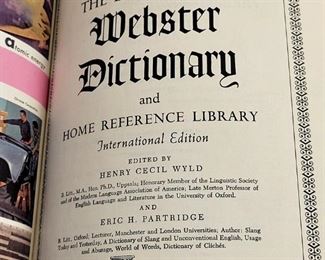 THE
Webster
Dictionary
and
HOME REFERENCE LIBRARY
International Edition
EDITED BY
HENRY CECIL WYLD
B. Litt., M.A., Hon. Ph.D., Uppsala; Honorary Member of the Linguistic Society
and of the Modern Language Association of America, Late Merton Professor of
English Language and Literature in the University of Oxford.
AND
ERIC H. PARTRIDGE
B. Litt., Oxford, Lecturer, Manchester and London Universities; Author: Slang
Today and Yesterday, A Dictionary of Slang and Unconventional English, Usage
and Abusage, World of Words, Dictionary of Clichés.
atomic energy